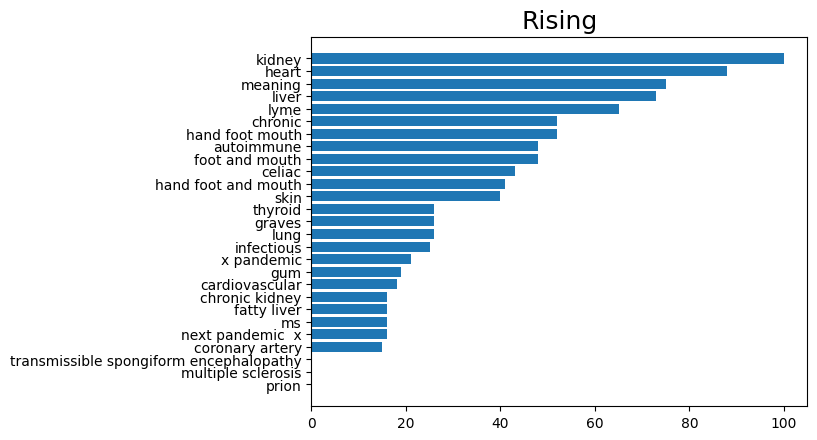 Rising
kidney
heart
meaning
liver
lyme
chronic
hand foot mouth
autoimmune
foot and mouth
celiac
hand foot and mouth
skin
thyroid
graves
lung
infectious
x pandemic
gum
cardiovascular
chronic kidney
fatty liver
ms
next pandemic  x
coronary artery
transmissible spongiform encephalopathy
multiple sclerosis
prion
0 20 40 60 80 100